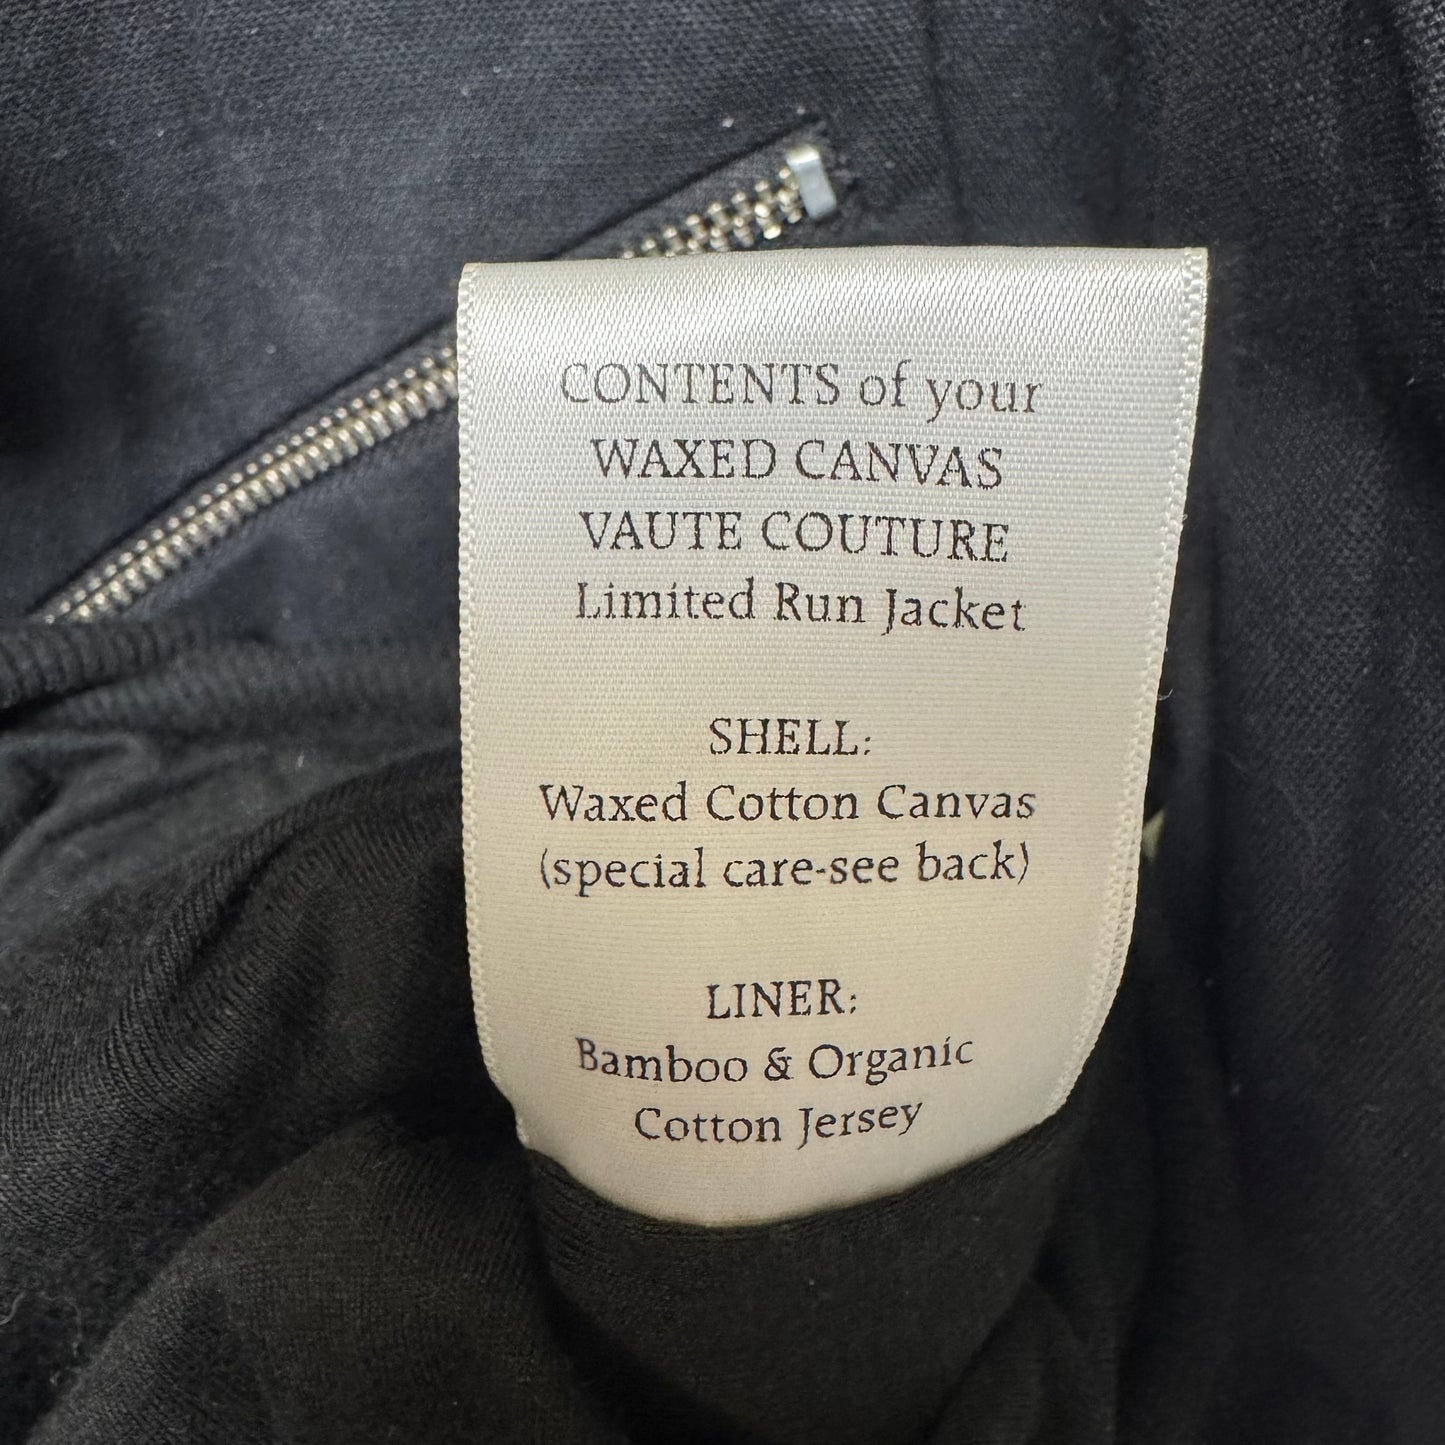 CONTENTS of your
WAXED CANVAS
VAUTE COUTURE
Limited Run Jacket
SHELL:
Waxed Cotton Canvas
(special care-see back)
LINER:
Bamboo & Organic
Cotton Jersey